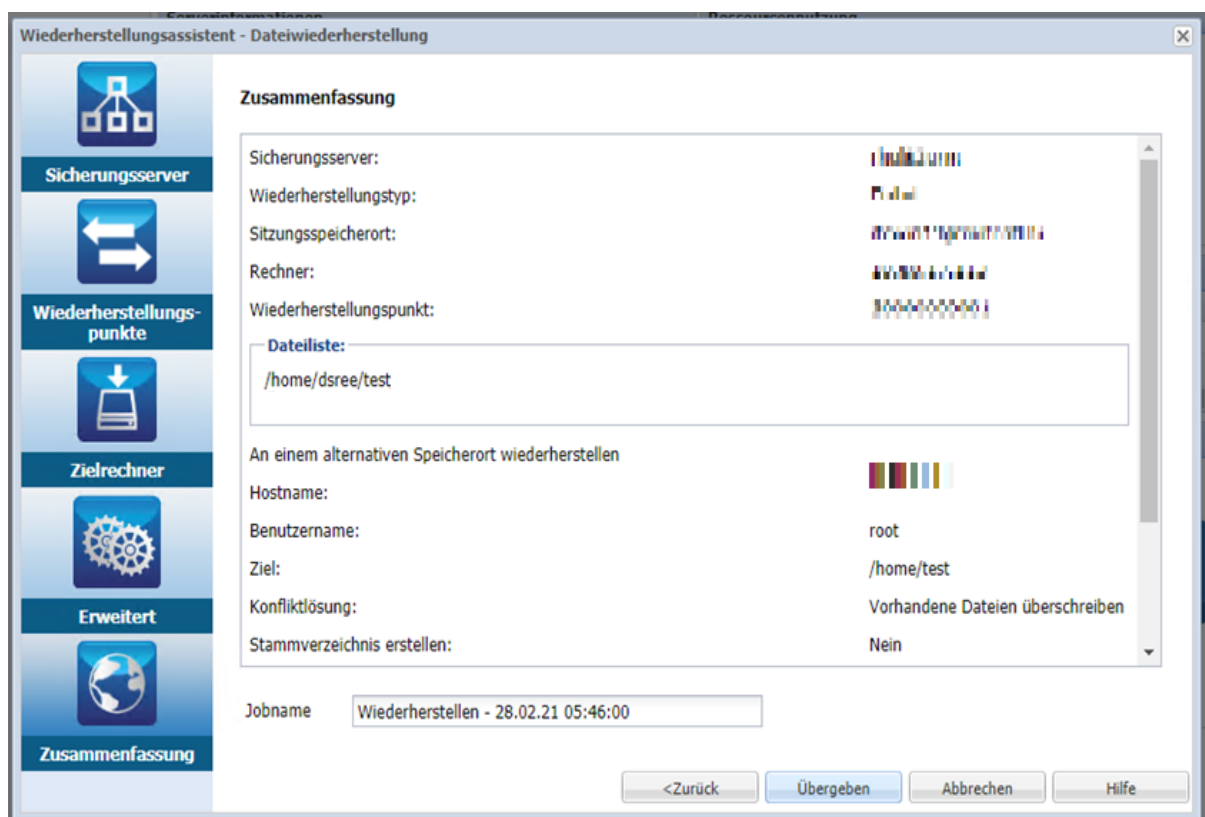 Serverinformationen
Ressourcennutzung
Wiederherstellungsassistent - Dateiwiederherstellung
Sicherungsserver
Wiederherstellungs-
punkte
Zielrechner
Erweitert
Zusammenfassung
Zusammenfassung
Sicherungsserver:
Wiederherstellungstyp:
Sitzungsspeicherort:
Rechner:
Wiederherstellungspunkt:
Dateiliste:
/home/dsree/test
An einem alternativen Speicherort wiederherstellen
Hostname:
Benutzername: root
Ziel: /home/test
Konfliktlösung: Vorhandene Dateien überschreiben
Stammverzeichnis erstellen: Nein
Jobname Wiederherstellen - 28.02.21 05:46:00
<Zurück Übergeben Abbrechen Hilfe